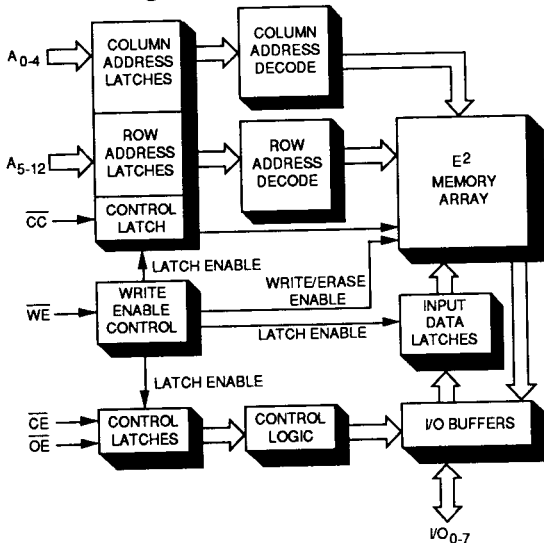 COLUMN
ADDRESS
LATCHES
COLUMN
ADDRESS
DECODE
A0-4
ROW
ADDRESS
LATCHES
ROW
ADDRESS
DECODE
A5-12
E2
MEMORY
ARRAY
CC
CONTROL
LATCH
LATCH ENABLE
WRITE/ERASE
ENABLE
WE
WRITE
ENABLE
CONTROL
LATCH ENABLE
INPUT
DATA
LATCHES
LATCH ENABLE
CE
OE
CONTROL
LATCHES
CONTROL
LOGIC
I/O BUFFERS
I/O0-7